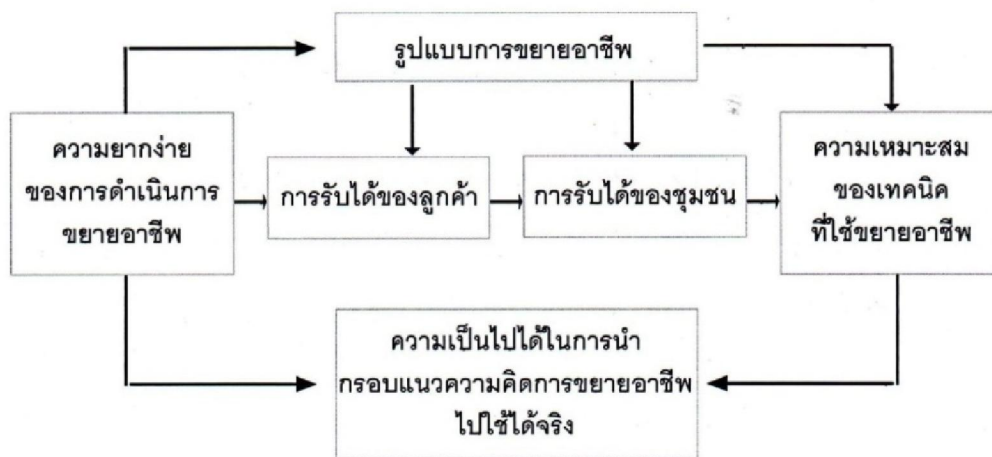 รูปแบบการขยายอาชีพ
ความยากง่าย
ของการดำเนินการ
ขยายอาชีพ
การรับได้ของลูกค้า
การรับได้ของชุมชน
ความเหมาะสม
ของเทคนิค
ที่ใช้ขยายอาชีพ
ความเป็นไปได้ในการนำ
กรอบแนวความคิดการขยายอาชีพ
ไปใช้ได้จริง